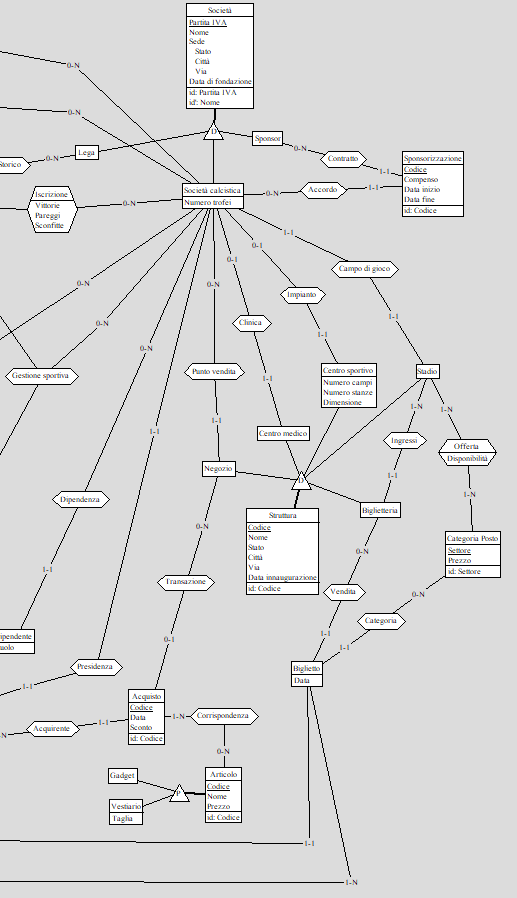 Società
Partita IVA
Nome
Sede
Stato
Città
Via
Data di fondazione
id: Partita IVA
id': Nome
0-N
0-N
D
Sponsor
Lega
Storico
0-N
0-N
Contratto
1-1
Sponsorizzazione
Codice
Compenso
Data inizio
Data fine
id: Codice
Iscrizione
Vittorie
Pareggi
Sconfitte
0-N
Società calcistica
Numero trofei
0-N
Accordo
1-1
1-1
0-1
0-1
Campo di gioco
0-N
0-N
Impianto
0-N
Clinica
1-1
1-1
0-N
Gestione sportiva
Punto vendita
1-1
Centro sportivo
Numero campi
Numero stanze
Dimensione
Stadio
1-N
1-N
1-1
1-1
Centro medico
Ingressi
Offerta
Disponibilità
Negozio
D
1-1
1-N
Dipendenza
Biglietteria
Struttura
Codice
Nome
Stato
Città
Via
Data innaugurazione
id: Codice
0-N
0-N
Categoria Posto
Settore
Prezzo
id: Settore
1-1
Transazione
Vendita
0-N
Categoria
ipendente
uolo
0-1
1-1
1-1
Presidenza
Biglietto
Data
1-1
Acquisto
Codice
Data
Sconto
id: Codice
1-N
Corrispondenza
N
Acquirente
1-1
0-N
Gadget
Articolo
Codice
Nome
Prezzo
id: Codice
P
Vestiario
Taglia
1-1
1-N